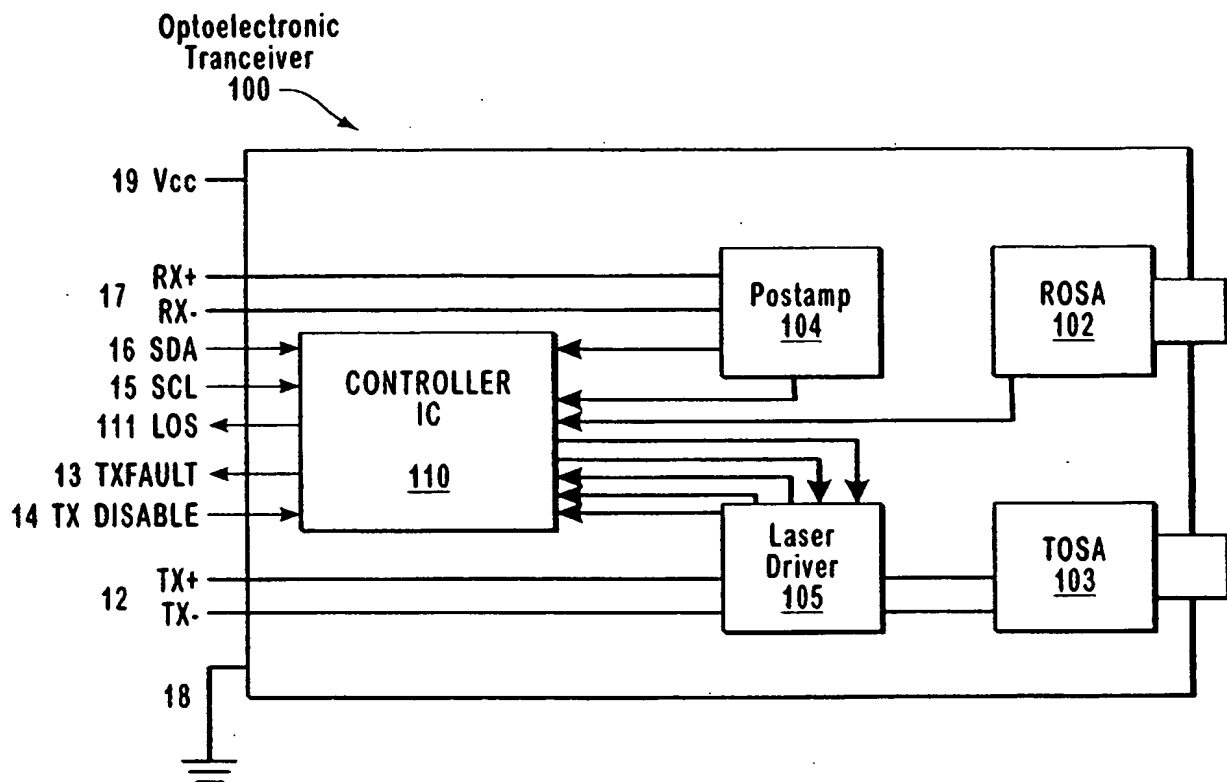 Optoelectronic
Tranceiver
100
19 Vcc
17
RX+
RX-
16 SDA
15 SCL
111 LOS
13 TXFAULT
14 TX DISABLE
12
TX+
TX-
18
CONTROLLER
IC
110
Postamp
104
ROSA
102
Laser
Driver
105
TOSA
103